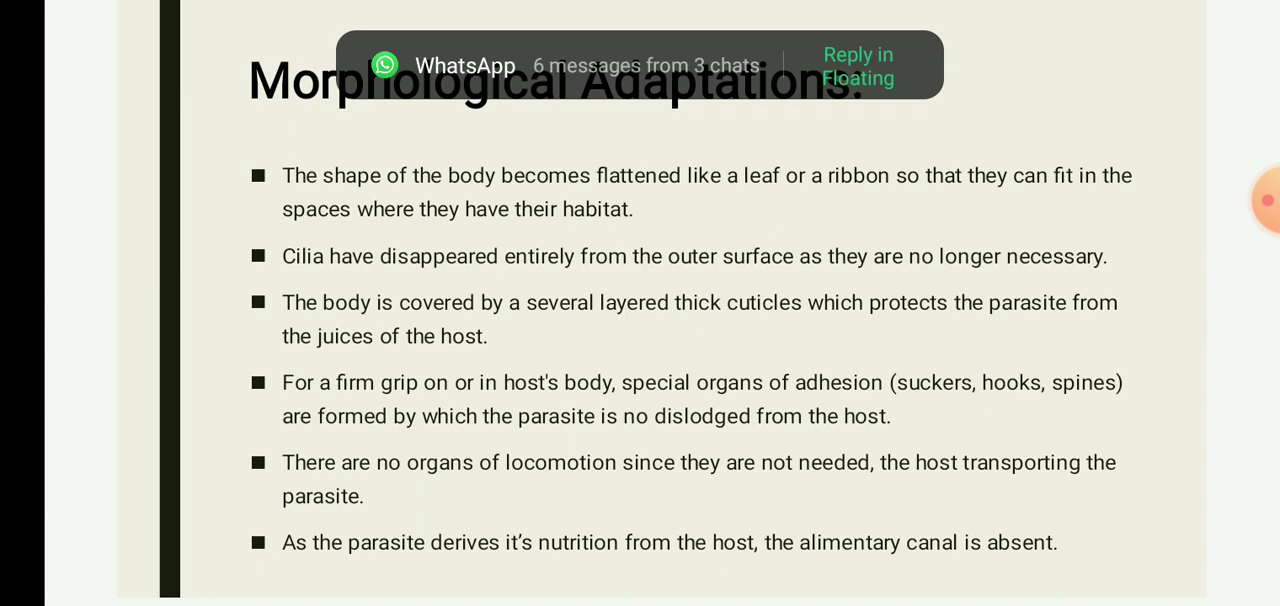 WhatsApp 6 messages from 3 chats
Reply in
Floating
Morphological Adaptations:
■ The shape of the body becomes flattened like a leaf or a ribbon so that they can fit in the
spaces where they have their habitat.
■ Cilia have disappeared entirely from the outer surface as they are no longer necessary.
■ The body is covered by a several layered thick cuticles which protects the parasite from
the juices of the host.
■ For a firm grip on or in host's body, special organs of adhesion (suckers, hooks, spines)
are formed by which the parasite is no dislodged from the host.
■ There are no organs of locomotion since they are not needed, the host transporting the
parasite.
■ As the parasite derives it’s nutrition from the host, the alimentary canal is absent.